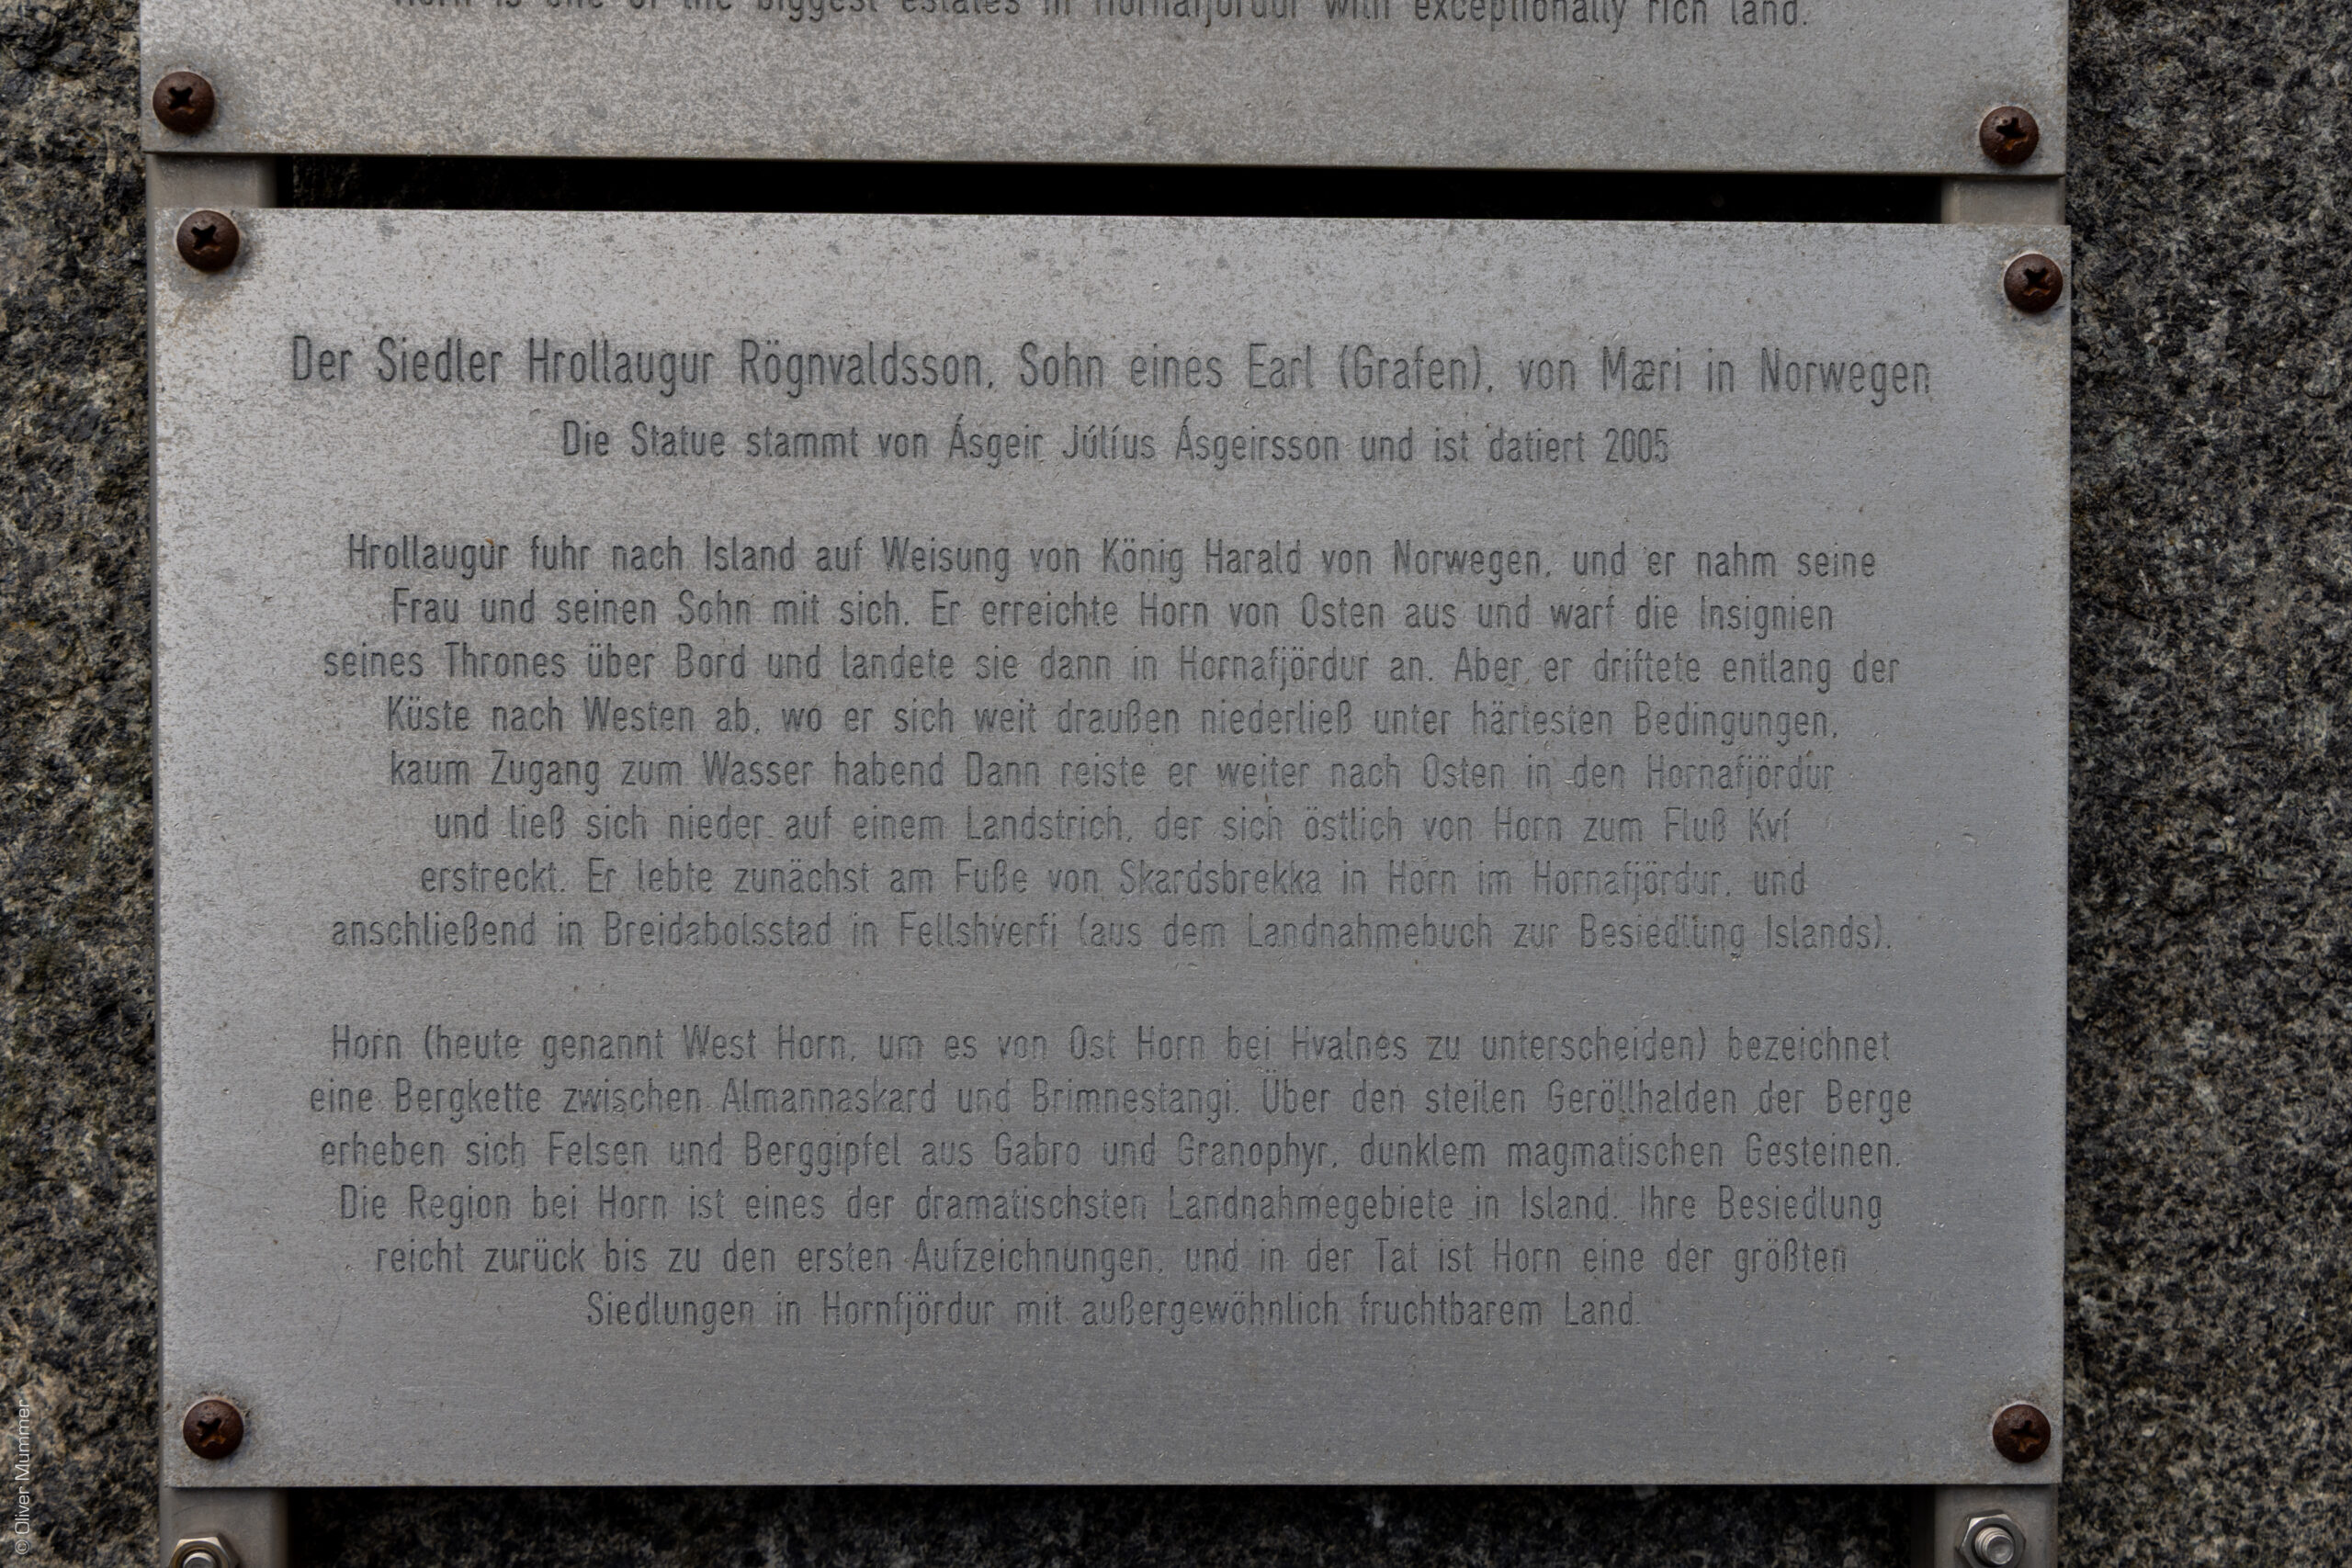 Horn is one of the biggest estates in Hornafjördur with exceptionally rich land.
Der Siedler Hrollaugur Rögnvaldsson, Sohn eines Earl (Grafen), von Mæri in Norwegen
Die Statue stammt von Ásgeir Júlíus Ásgeirsson und ist datiert 2005
Hrollaugur fuhr nach Island auf Weisung von König Harald von Norwegen, und er nahm seine
Frau und seinen Sohn mit sich. Er erreichte Horn von Osten aus und warf die Insignien
seines Thrones über Bord und landete sie dann in Hornafjördur an. Aber er driftete entlang der
Küste nach Westen ab, wo er sich weit draußen niederließ unter härtesten Bedingungen,
kaum Zugang zum Wasser habend Dann reiste er weiter nach Osten in den Hornafjördur
und ließ sich nieder auf einem Landstrich, der sich östlich von Horn zum Fluß Kví
erstreckt. Er lebte zunächst am Fuße von Skardsbrekka in Horn im Hornafjördur, und
anschließend in Breidabolsstad in Fellshverfi (aus dem Landnahmebuch zur Besiedlung Islands).
Horn (heute genannt West Horn, um es von Ost Horn bei Hvalnes zu unterscheiden) bezeichnet
eine Bergkette zwischen Almannaskard und Brimnestangi. Über den steilen Geröllhalden der Berge
erheben sich Felsen und Berggipfel aus Gabro und Granophyr, dunklem magmatischen Gesteinen.
Die Region bei Horn ist eines der dramatischsten Landnahmegebiete in Island. Ihre Besiedlung
reicht zurück bis zu den ersten Aufzeichnungen, und in der Tat ist Horn eine der größten
Siedlungen in Hornfjördur mit außergewöhnlich fruchtbarem Land.
© Oliver Mummer